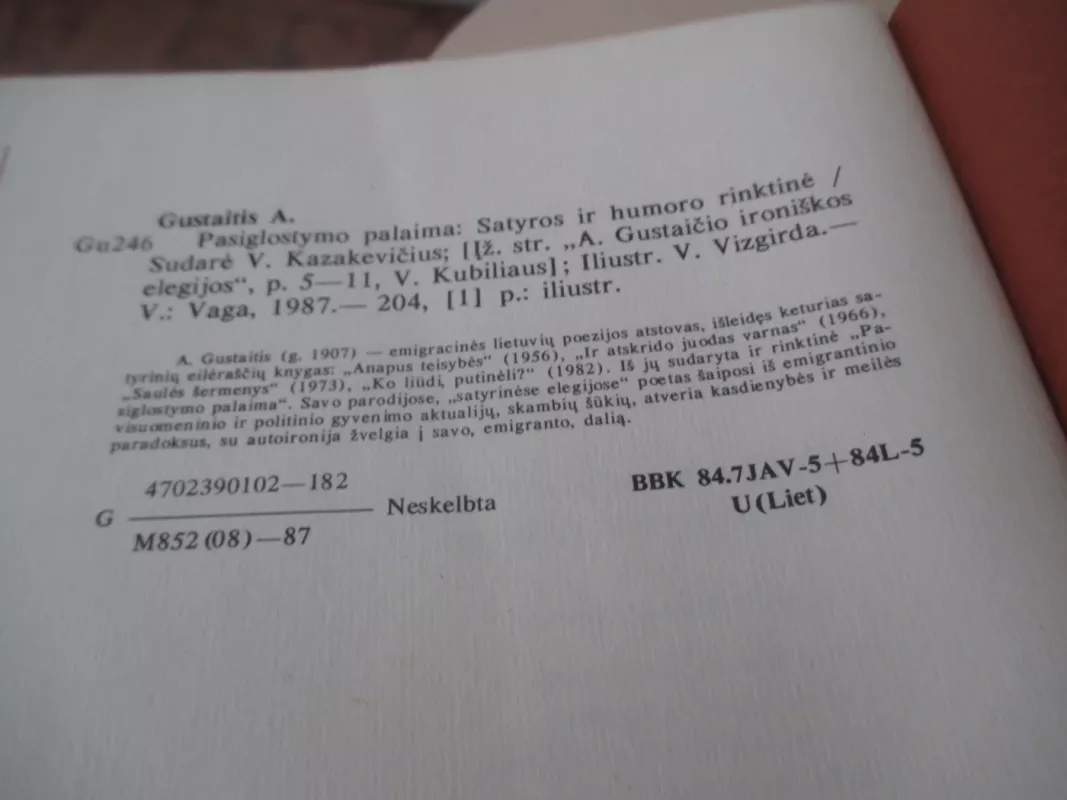 Gustaitis A.
Gu246 Pasiglostymo palaima: Satyros ir humoro rinktinė /
Sudarė V. Kazakevičius; [Įž. str. „A. Gustaičio ironiškos
elegijos“, p. 5—11, V. Kubiliaus]; Iliustr. V. Vizgirda.—
V.: Vaga, 1987.— 204, [1] p.: iliustr.
A. Gustaitis (g. 1907) — emigracinės lietuvių poezijos atstovas, išleidęs keturias sa-
tyrinių eilėraščių knygas: „Anapus teisybės“ (1956), „Ir atskrido juodas varnas“ (1966),
„Saulės šermenys“ (1973), „Ko liūdi, putinėli?“ (1982). Iš jų sudaryta ir rinktinė „Pa-
siglostymo palaima“. Savo parodijose, „satyrinėse elegijose“ poetas šaiposi iš emigrantinio
visuomeninio ir politinio gyvenimo aktualijų, skambių šūkių, atveria kasdienybės ir meilės
paradoksus, su autoironija žvelgia į savo, emigranto, dalią.
4702390102—182
G Neskelbta
M852(08)—87
BBK 84.7JAV-5+84L-5
U(Liet)